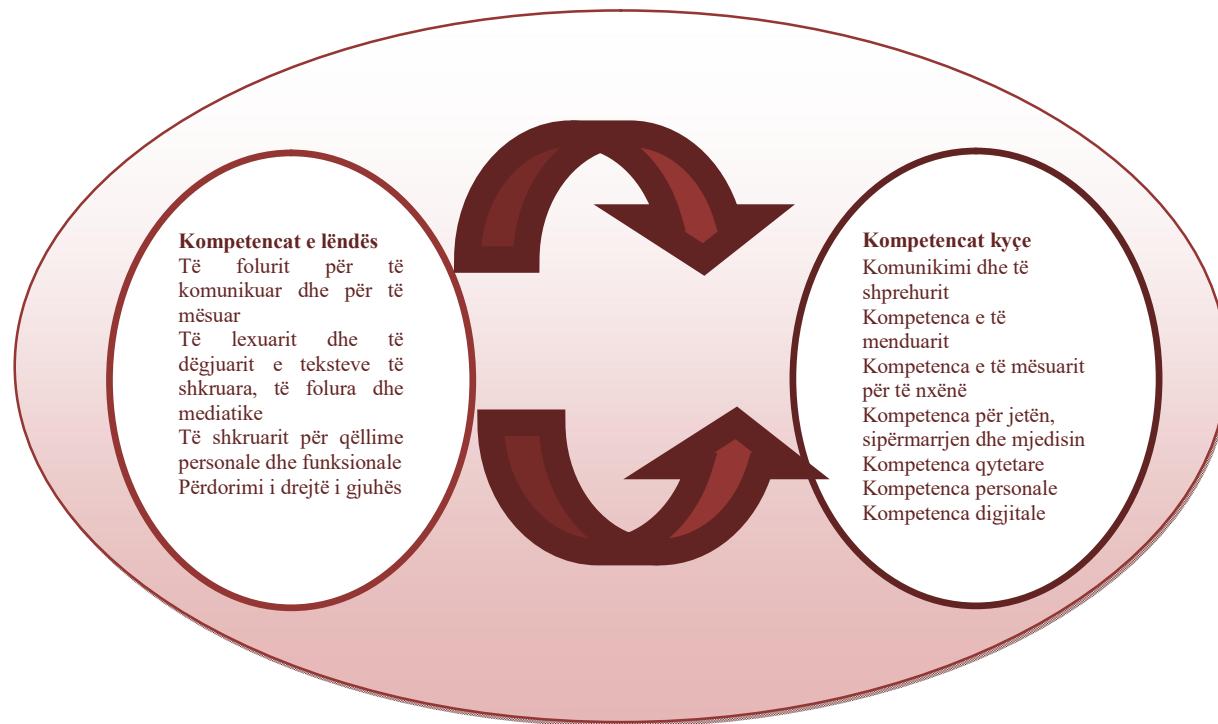 Kompetencat e lëndës
Të folurit për të
komunikuar dhe për të
mësuar
Të lexuarit dhe të
dëgjuarit e teksteve të
shkruara, të folura dhe
mediatike
Të shkruarit për qëllime
personale dhe funksionale
Përdorimi i drejtë i gjuhës
Kompetencat kyçe
Komunikimi dhe të
shprehurit
Kompetenca e të
menduarit
Kompetenca e të mësuarit
për të nxënë
Kompetenca për jetën,
sipërmarrjen dhe mjedisin
Kompetenca qytetare
Kompetenca personale
Kompetenca digjitale